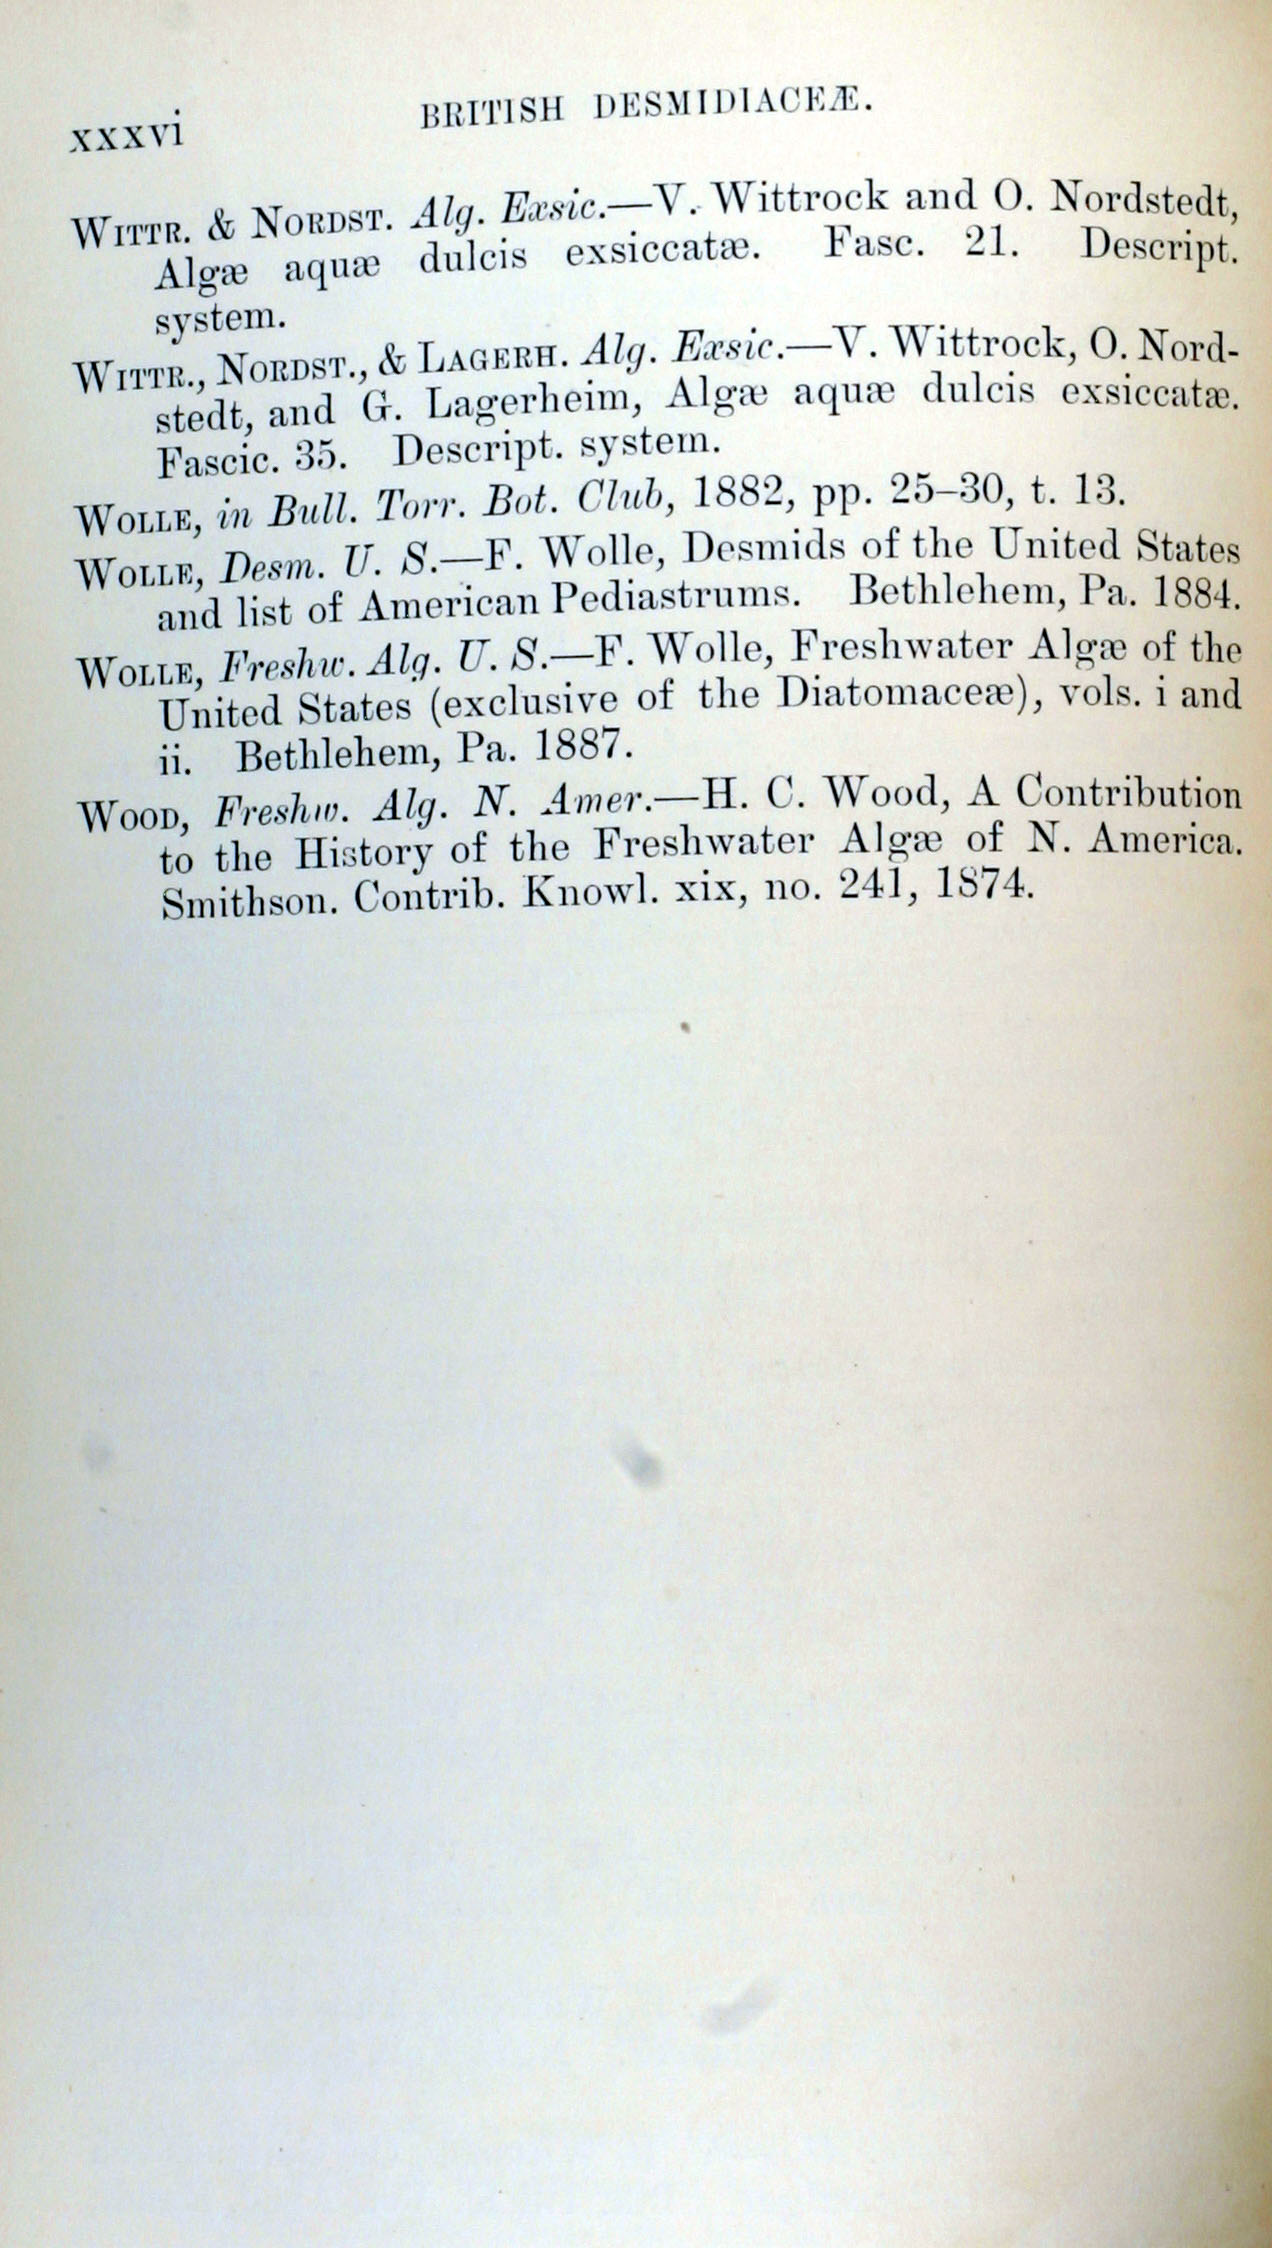 xxxvi BRITISH DESMIDIACEÆ.
WITTR. & NORDST. Alg. Exsic.—V. Wittrock and O. Nordstedt,
Algæ aquæ dulcis exsiccatæ. Fasc. 21. Descript.
system.
WITTR., NORDST., & LAGERH. Alg. Exsic.—V. Wittrock, O. Nord-
stedt, and G. Lagerheim, Algæ aquæ dulcis exsiccatæ.
Fascic. 35. Descript. system.
WOLLE, in Bull. Torr. Bot. Club, 1882, pp. 25–30, t. 13.
WOLLE, Desm. U. S.—F. Wolle, Desmids of the United States
and list of American Pediastrums. Bethlehem, Pa. 1884.
WOLLE, Freshw. Alg. U. S.—F. Wolle, Freshwater Algæ of the
United States (exclusive of the Diatomaceæ), vols. i and
ii. Bethlehem, Pa. 1887.
WOOD, Freshw. Alg. N. Amer.—H. C. Wood, A Contribution
to the History of the Freshwater Algæ of N. America.
Smithson. Contrib. Knowl. xix, no. 241, 1874.